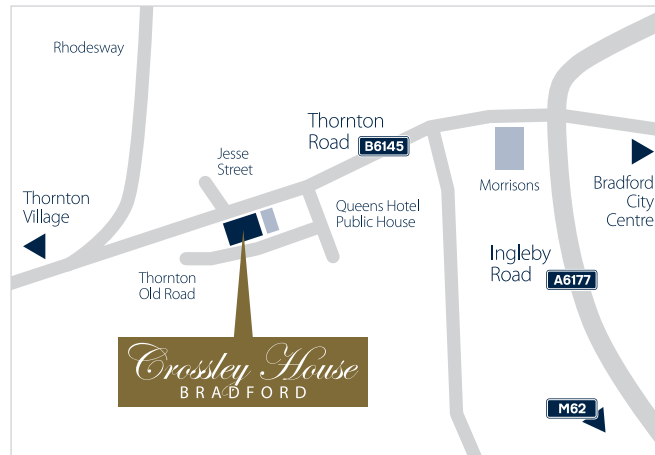 Rhodesway
Thornton
Road
B6145
Jesse
Street
Morrisons
Bradford
City
Centre
Thornton
Village
Queens Hotel
Public House
Ingleby
Road
A6177
Thornton
Old Road
Crossley House
BRADFORD
M62